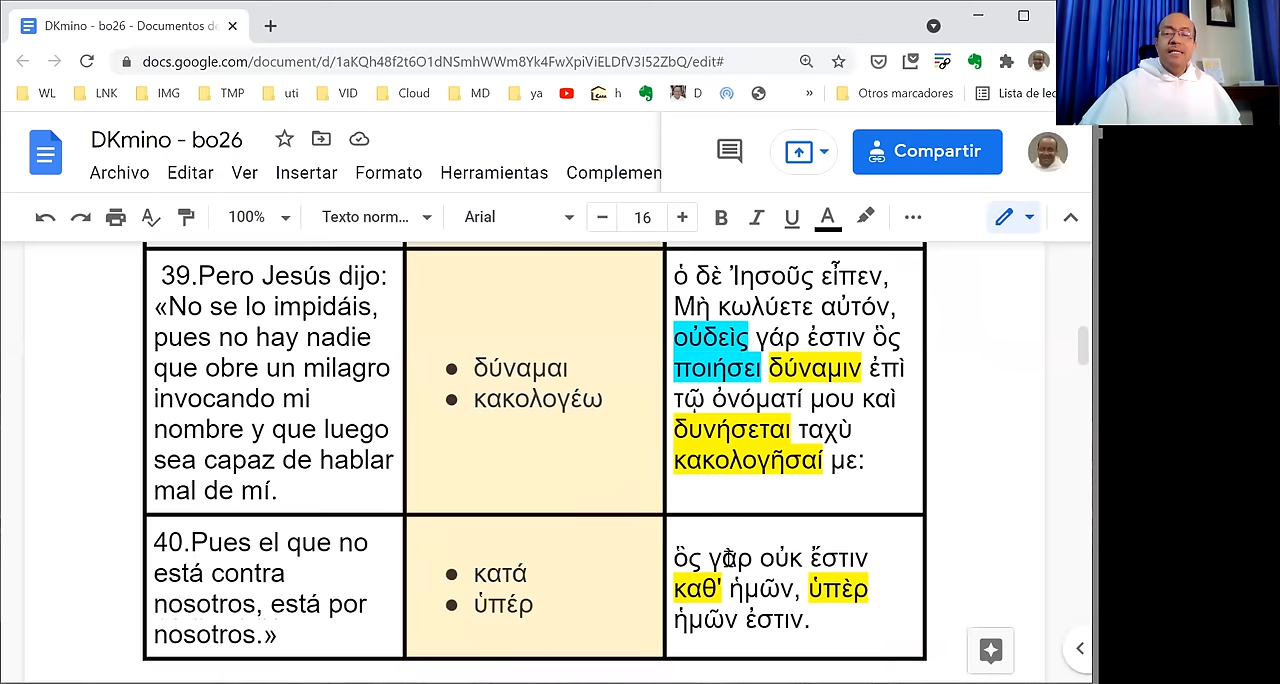 DKmino - bo26 - Documentos de
docs.google.com/document/d/1aKQh48f2t6O1dNSmhWWm8Yk4FwXpiViELDfV3I52ZbQ/edit#
WL LNK IMG TMP uti VID Cloud MD ya h D » Otros marcadores Lista de lec
DKmino - bo26
Compartir
Archivo Editar Ver Insertar Formato Herramientas Complemen
100% Texto norm... Arial 16 B I U A
39.Pero Jesús dijo:
«No se lo impidáis,
pues no hay nadie
que obre un milagro
invocando mi
nombre y que luego
sea capaz de hablar
mal de mí.
δύναμαι
κακολογέω
ὁ δὲ Ἰησοῦς εἶπεν,
Μὴ κωλύετε αὐτόν,
οὐδεὶς γάρ ἐστιν ὃς
ποιήσει δύναμιν ἐπὶ
τῷ ὀνόματί μου καὶ
δυνήσεται ταχὺ
κακολογῆσαί με:
40.Pues el que no
está contra
nosotros, está por
nosotros.»
κατά
ὑπέρ
ὃς γὰρ οὐκ ἔστιν
καθ' ἡμῶν, ὑπὲρ
ἡμῶν ἐστιν.